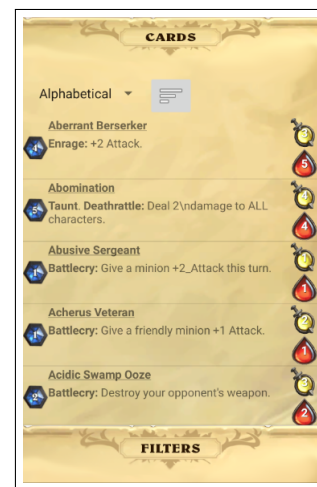 CARDS
Alphabetical
Aberrant Berserker
4
Enrage: +2 Attack.
3
5
Abomination
5
Taunt. Deathrattle: Deal 2\ndamage to ALL
characters.
4
4
Abusive Sergeant
1
Battlecry: Give a minion +2_Attack this turn.
1
1
Acherus Veteran
1
Battlecry: Give a friendly minion +1 Attack.
2
1
Acidic Swamp Ooze
2
Battlecry: Destroy your opponent's weapon.
3
2
FILTERS